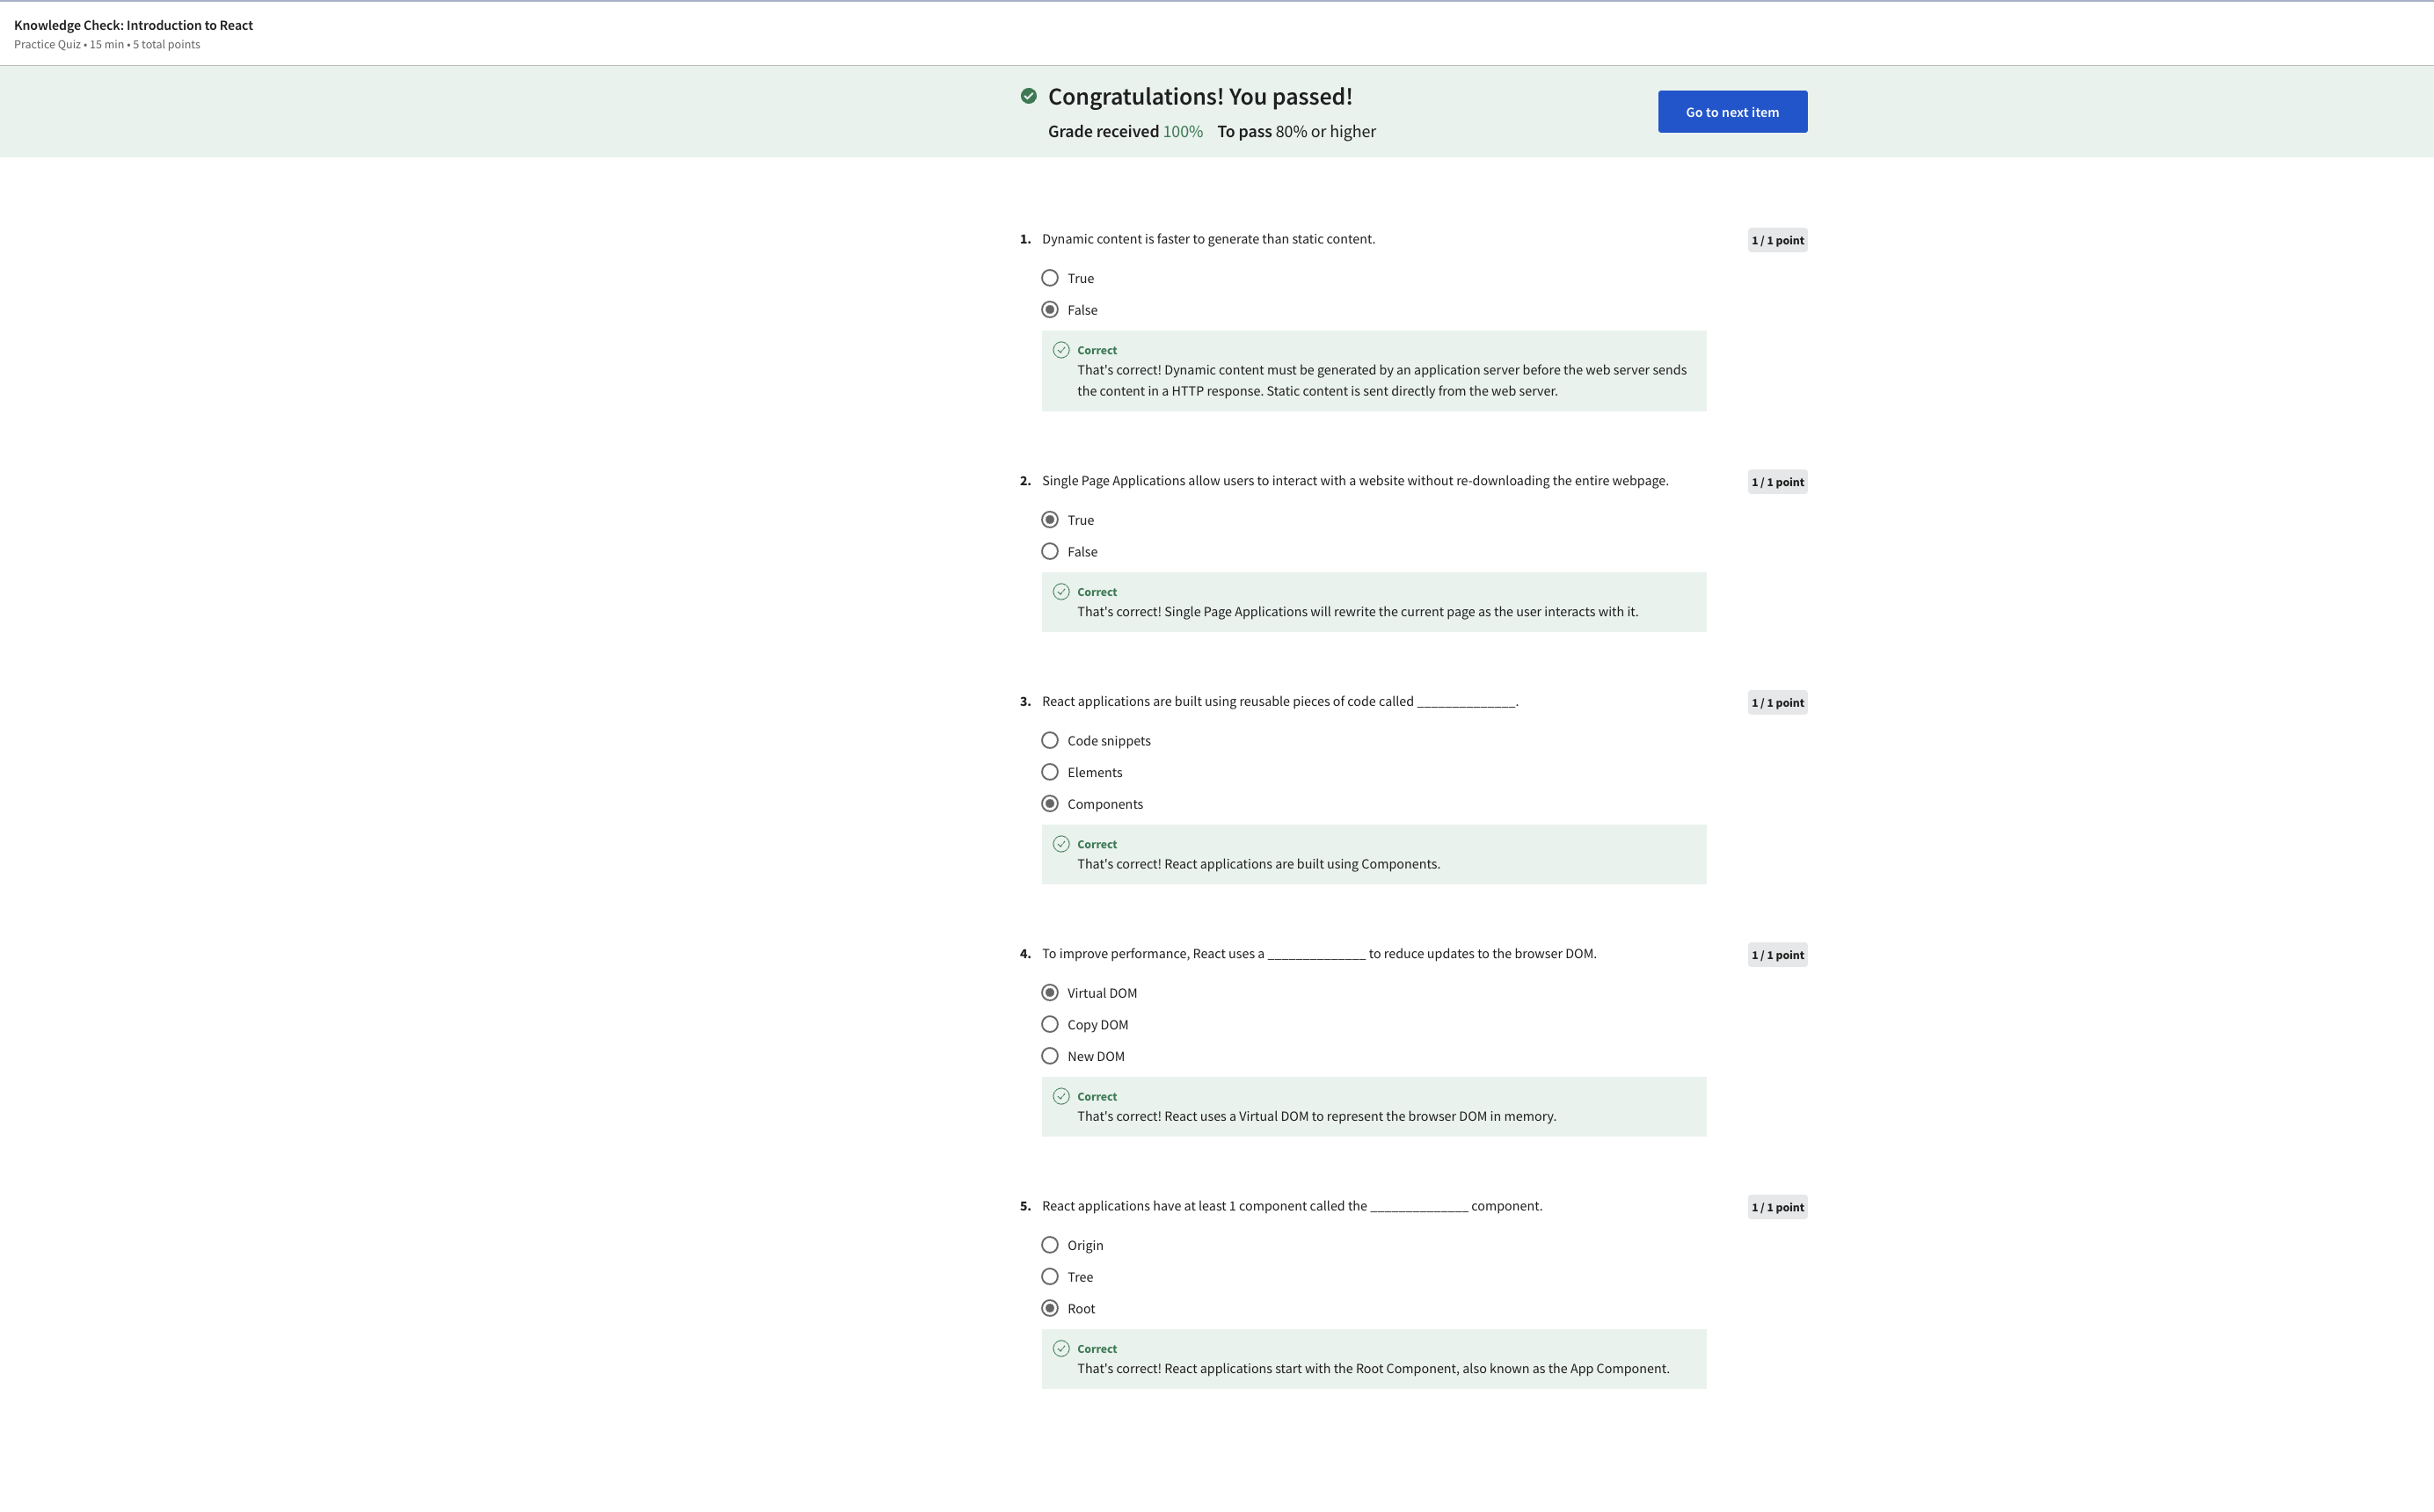 Knowledge Check: Introduction to React
Practice Quiz • 15 min • 5 total points
Congratulations! You passed!
Grade received 100% To pass 80% or higher
Go to next item
1. Dynamic content is faster to generate than static content.
1 / 1 point
True
False
Correct
That's correct! Dynamic content must be generated by an application server before the web server sends
the content in a HTTP response. Static content is sent directly from the web server.
2. Single Page Applications allow users to interact with a website without re-downloading the entire webpage.
1 / 1 point
True
False
Correct
That's correct! Single Page Applications will rewrite the current page as the user interacts with it.
3. React applications are built using reusable pieces of code called ______________.
1 / 1 point
Code snippets
Elements
Components
Correct
That's correct! React applications are built using Components.
4. To improve performance, React uses a ______________ to reduce updates to the browser DOM.
1 / 1 point
Virtual DOM
Copy DOM
New DOM
Correct
That's correct! React uses a Virtual DOM to represent the browser DOM in memory.
5. React applications have at least 1 component called the ______________ component.
1 / 1 point
Origin
Tree
Root
Correct
That's correct! React applications start with the Root Component, also known as the App Component.